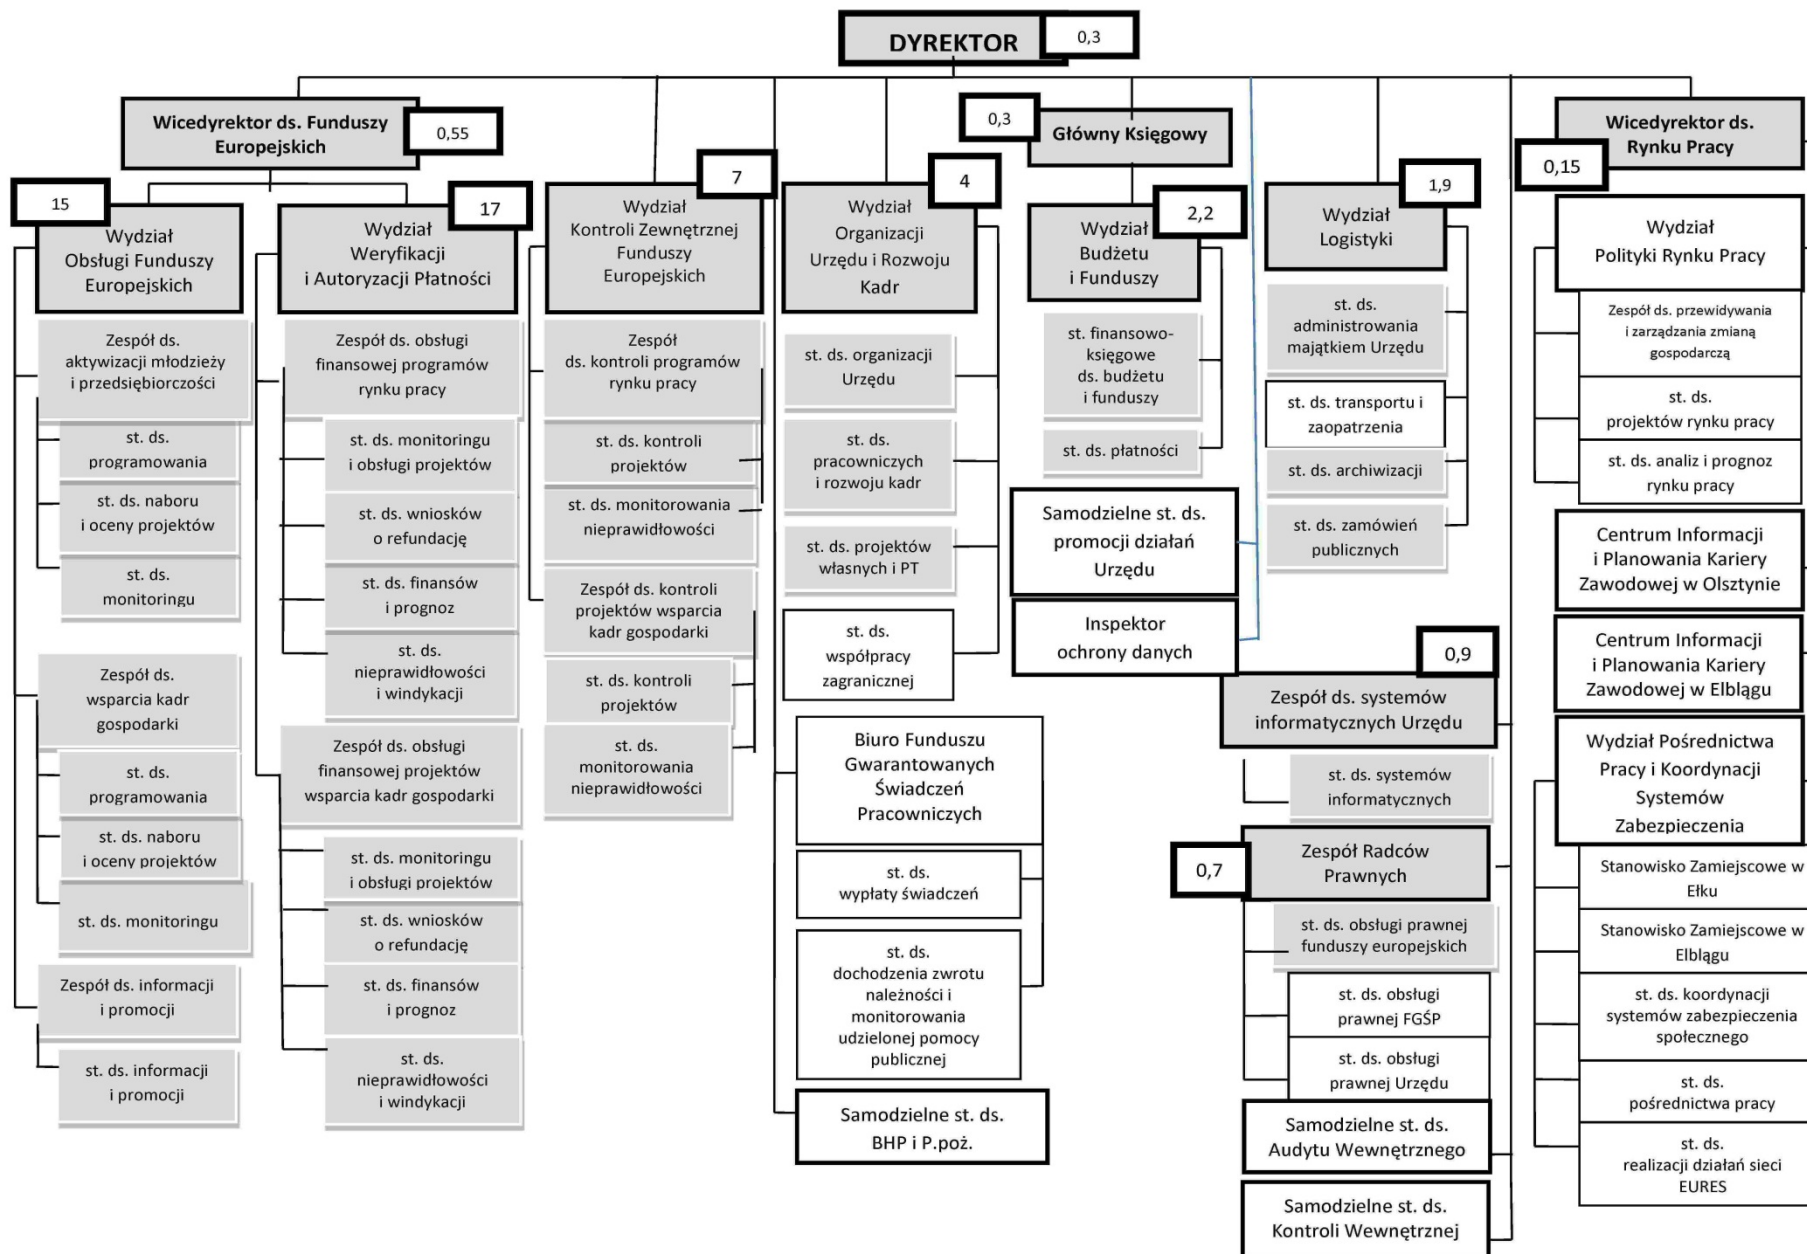 DYREKTOR
0,3
Wicedyrektor ds. Funduszy
Europejskich
0,55
0,3
Główny Księgowy
Wicedyrektor ds.
Rynku Pracy
0,15
15
Wydział
Obsługi Funduszy
Europejskich
Zespół ds.
aktywizacji młodzieży
i przedsiębiorczości
st. ds.
programowania
st. ds. naboru
i oceny projektów
st. ds.
monitoringu
Zespół ds.
wsparcia kadr
gospodarki
st. ds.
programowania
st. ds. naboru
i oceny projektów
st. ds. monitoringu
Zespół ds. informacji
i promocji
st. ds. informacji
i promocji
17
Wydział
Weryfikacji
i Autoryzacji Płatności
Zespół ds. obsługi
finansowej programów
rynku pracy
st. ds. monitoringu
i obsługi projektów
st. ds. wniosków
o refundację
st. ds. finansów
i prognoz
st. ds.
nieprawidłowości
i windykacji
Zespół ds. obsługi
finansowej projektów
wsparcia kadr gospodarki
st. ds. monitoringu
i obsługi projektów
st. ds. wniosków
o refundację
st. ds. finansów
i prognoz
st. ds.
nieprawidłowości
i windykacji
7
Wydział
Kontroli Zewnętrznej
Funduszy
Europejskich
Zespół
ds. kontroli programów
rynku pracy
st. ds. kontroli
projektów
st. ds. monitorowania
nieprawidłowości
Zespół ds. kontroli
projektów wsparcia
kadr gospodarki
st. ds. kontroli
projektów
st. ds.
monitorowania
nieprawidłowości
4
Wydział
Organizacji
Urzędu i Rozwoju
Kadr
st. ds. organizacji
Urzędu
st. ds.
pracowniczych
i rozwoju kadr
st. ds. projektów
własnych i PT
st. ds.
współpracy
zagranicznej
Biuro Funduszu
Gwarantowanych
Świadczeń
Pracowniczych
st. ds.
wypłaty świadczeń
st. ds.
dochodzenia zwrotu
należności i
monitorowania
udzielonej pomocy
publicznej
Samodzielne st. ds.
BHP i P.poż.
2,2
Wydział
Budżetu
i Funduszy
st. finansowo-
księgowe
ds. budżetu
i funduszy
st. ds. płatności
Samodzielne st. ds.
promocji działań
Urzędu
Inspektor
ochrony danych
1,9
Wydział
Logistyki
st. ds.
administrowania
majątkiem Urzędu
st. ds. transportu i
zaopatrzenia
st. ds. archiwizacji
st. ds. zamówień
publicznych
0,9
Zespół ds. systemów
informatycznych Urzędu
st. ds. systemów
informatycznych
0,7
Zespół Radców
Prawnych
st. ds. obsługi prawnej
funduszy europejskich
st. ds. obsługi
prawnej FGŚP
st. ds. obsługi
prawnej Urzędu
Samodzielne st. ds.
Audytu Wewnętrznego
Samodzielne st. ds.
Kontroli Wewnętrznej
Wydział
Polityki Rynku Pracy
Zespół ds. przewidywania
i zarządzania zmianą
gospodarczą
st. ds.
projektów rynku pracy
st. ds. analiz i prognoz
rynku pracy
Centrum Informacji
i Planowania Kariery
Zawodowej w Olsztynie
Centrum Informacji
i Planowania Kariery
Zawodowej w Elblągu
Wydział Pośrednictwa
Pracy i Koordynacji
Systemów
Zabezpieczenia
Stanowisko Zamiejscowe w
Ełku
Stanowisko Zamiejscowe w
Elblągu
st. ds. koordynacji
systemów zabezpieczenia
społecznego
st. ds.
pośrednictwa pracy
st. ds.
realizacji działań sieci
EURES